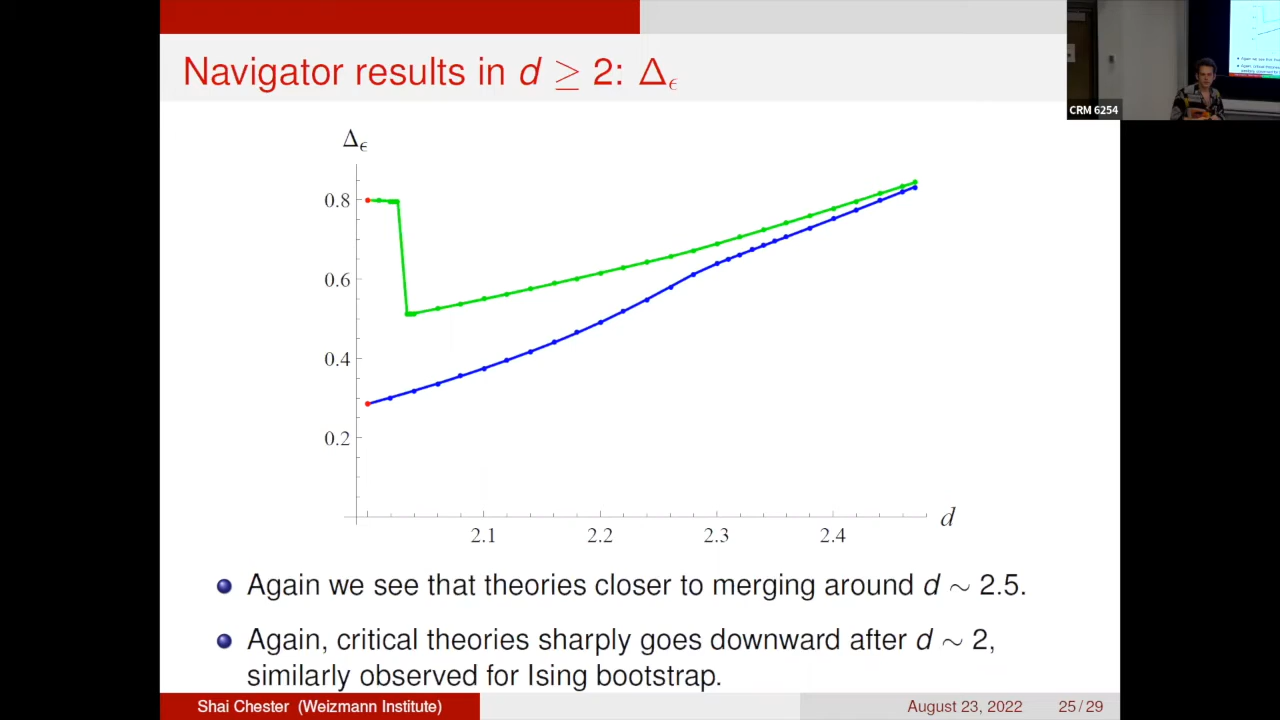 Navigator results in d ≥ 2: Δϵ
CRM 6254
Δϵ
0.8
0.6
0.4
0.2
2.1 2.2 2.3 2.4
d
Again we see that theories closer to merging around d ∼ 2.5.
Again, critical theories sharply goes downward after d ∼ 2,
similarly observed for Ising bootstrap.
Shai Chester (Weizmann Institute) August 23, 2022 25 / 29